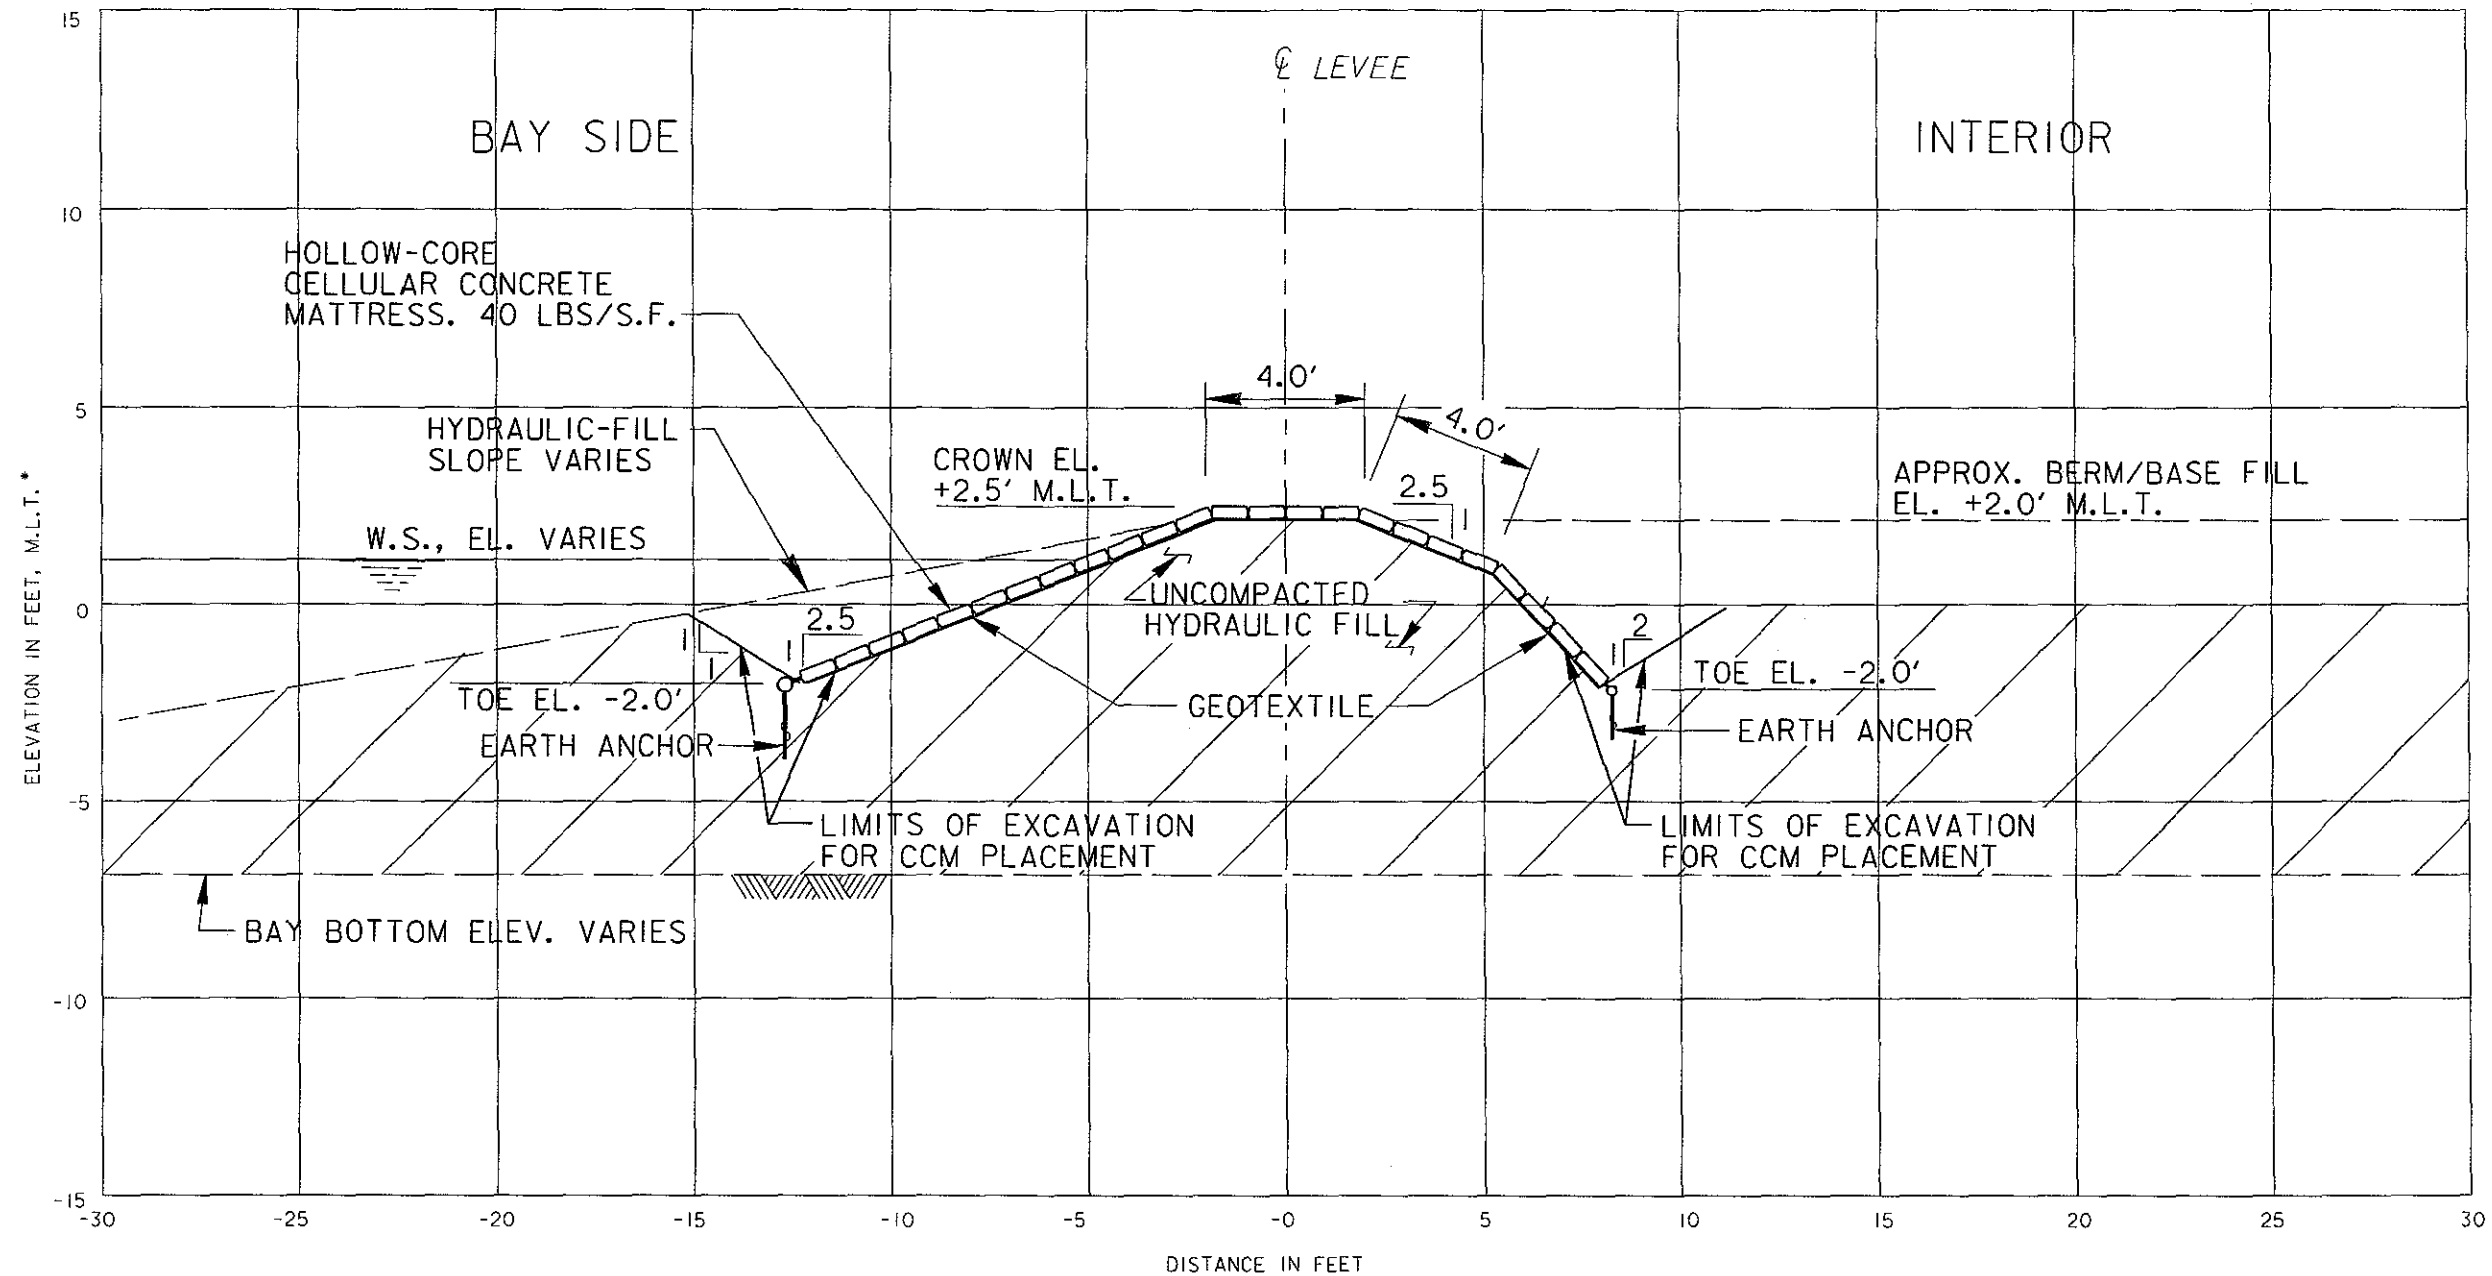 15
℄ LEVEE
BAY SIDE
INTERIOR
10
HOLLOW-CORE
CELLULAR CONCRETE
MATTRESS. 40 LBS/S.F.
4.0'
5
4.0'
HYDRAULIC-FILL
SLOPE VARIES
CROWN EL.
+2.5' M.L.T.
2.5
1
APPROX. BERM/BASE FILL
EL. +2.0' M.L.T.
W.S., EL. VARIES
UNCOMPACTED
HYDRAULIC FILL
0
1
1
1
2.5
1
2
TOE EL. -2.0'
TOE EL. -2.0'
GEOTEXTILE
EARTH ANCHOR
EARTH ANCHOR
ELEVATION IN FEET, M.L.T. *
-5
LIMITS OF EXCAVATION
FOR CCM PLACEMENT
LIMITS OF EXCAVATION
FOR CCM PLACEMENT
BAY BOTTOM ELEV. VARIES
-10
-15
-30 -25 -20 -15 -10 -5 -0 5 10 15 20 25 30
DISTANCE IN FEET